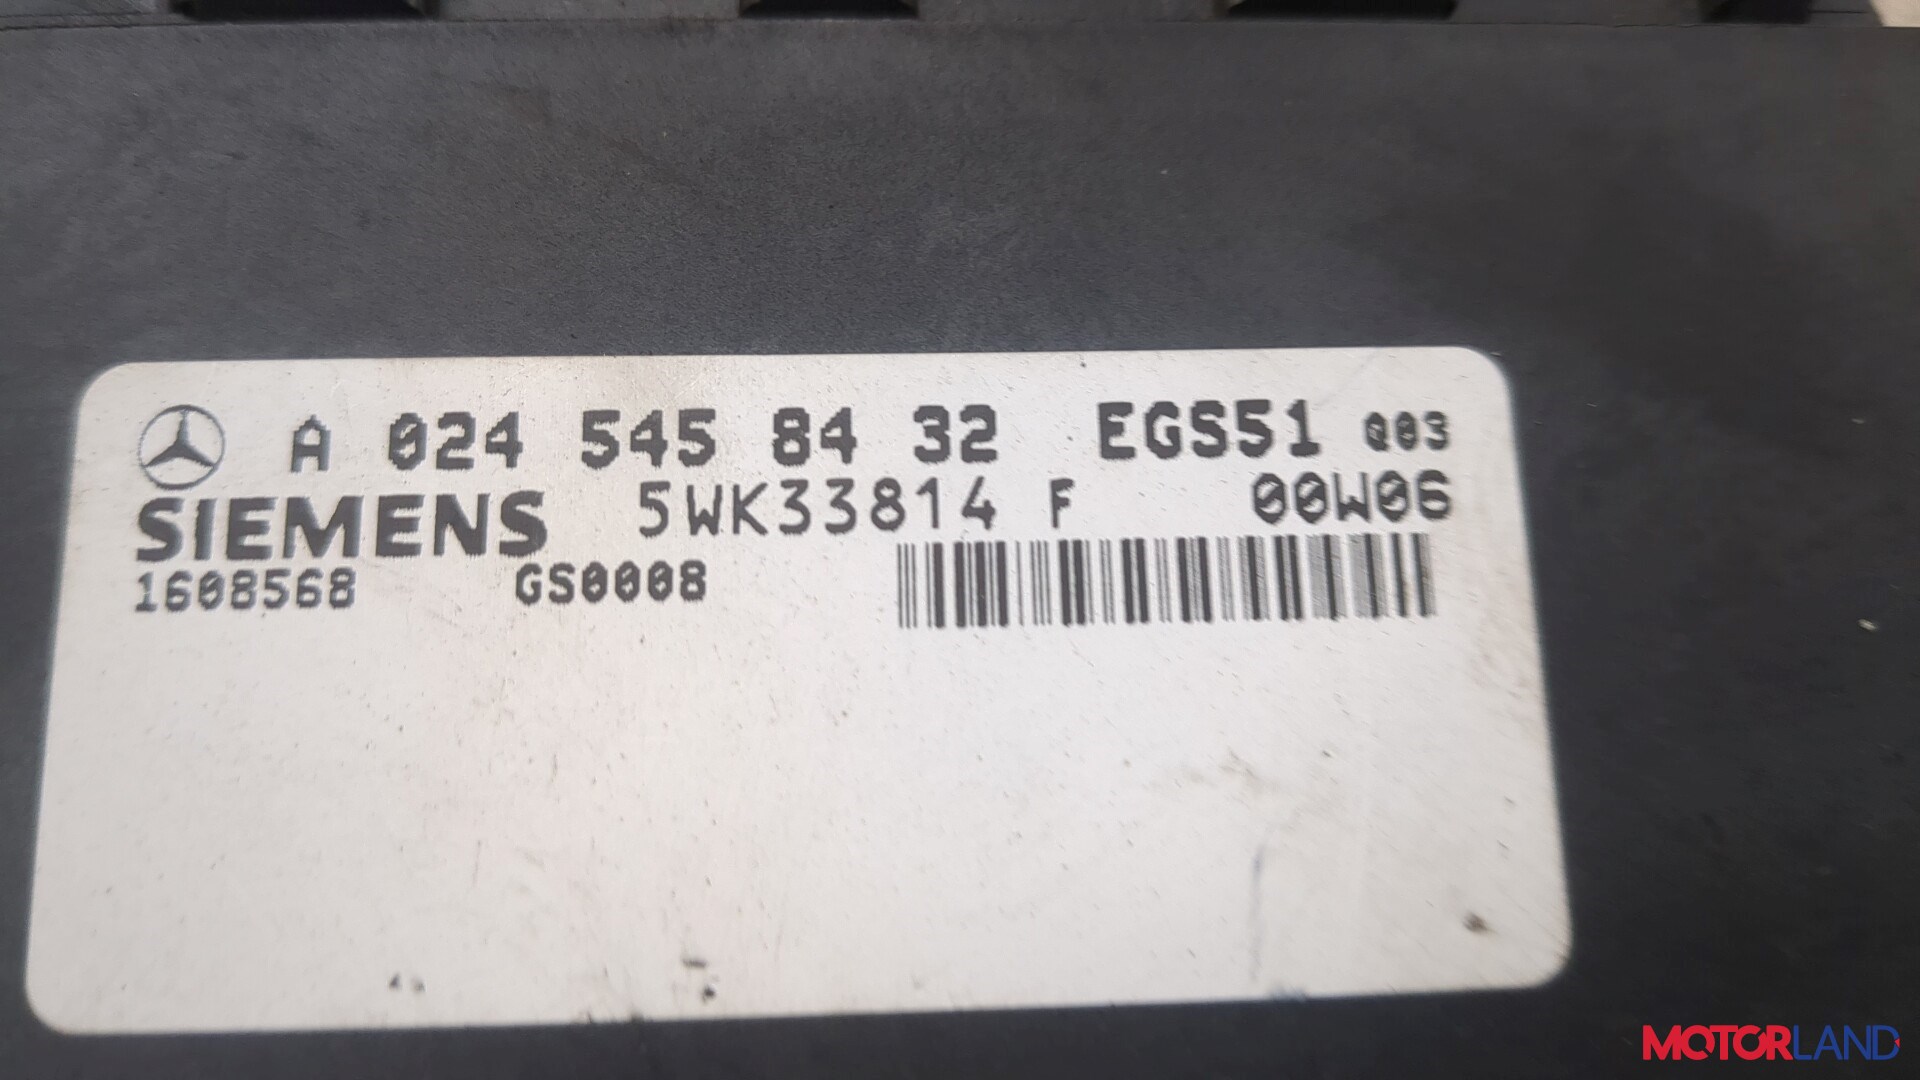 A 024 545 84 32 EGS51 Q03
SIEMENS 5WK33814 F 00W06
1608568 GS0008
MOTORLAND